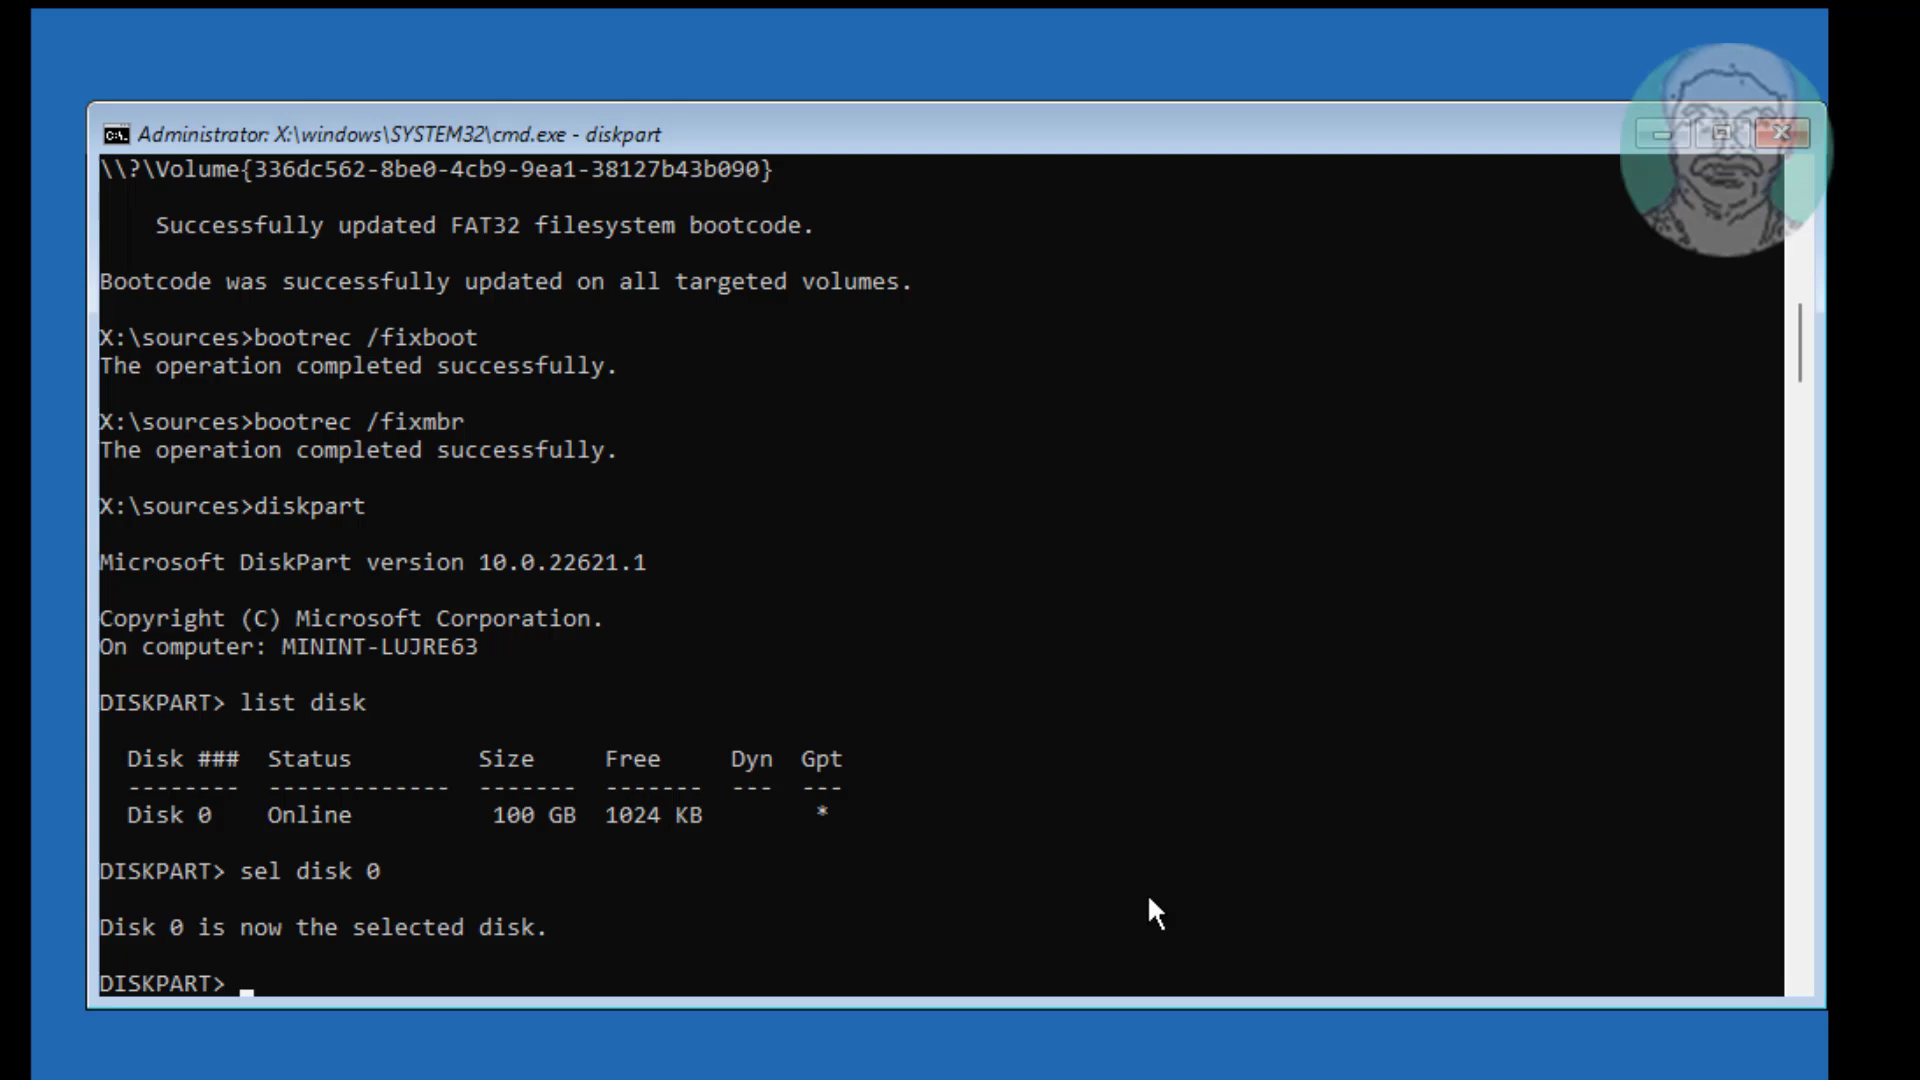 Administrator: X:\windows\SYSTEM32\cmd.exe - diskpart
\\?\Volume{336dc562-8be0-4cb9-9ea1-38127b43b090}
Successfully updated FAT32 filesystem bootcode.
Bootcode was successfully updated on all targeted volumes.
X:\sources>bootrec /fixboot
The operation completed successfully.
X:\sources>bootrec /fixmbr
The operation completed successfully.
X:\sources>diskpart
Microsoft DiskPart version 10.0.22621.1
Copyright (C) Microsoft Corporation.
On computer: MININT-LUJRE63
DISKPART> list disk
Disk ### Status Size Free Dyn Gpt
-------- ------------- ------- ------- --- ---
Disk 0 Online 100 GB 1024 KB *
DISKPART> sel disk 0
Disk 0 is now the selected disk.
DISKPART>